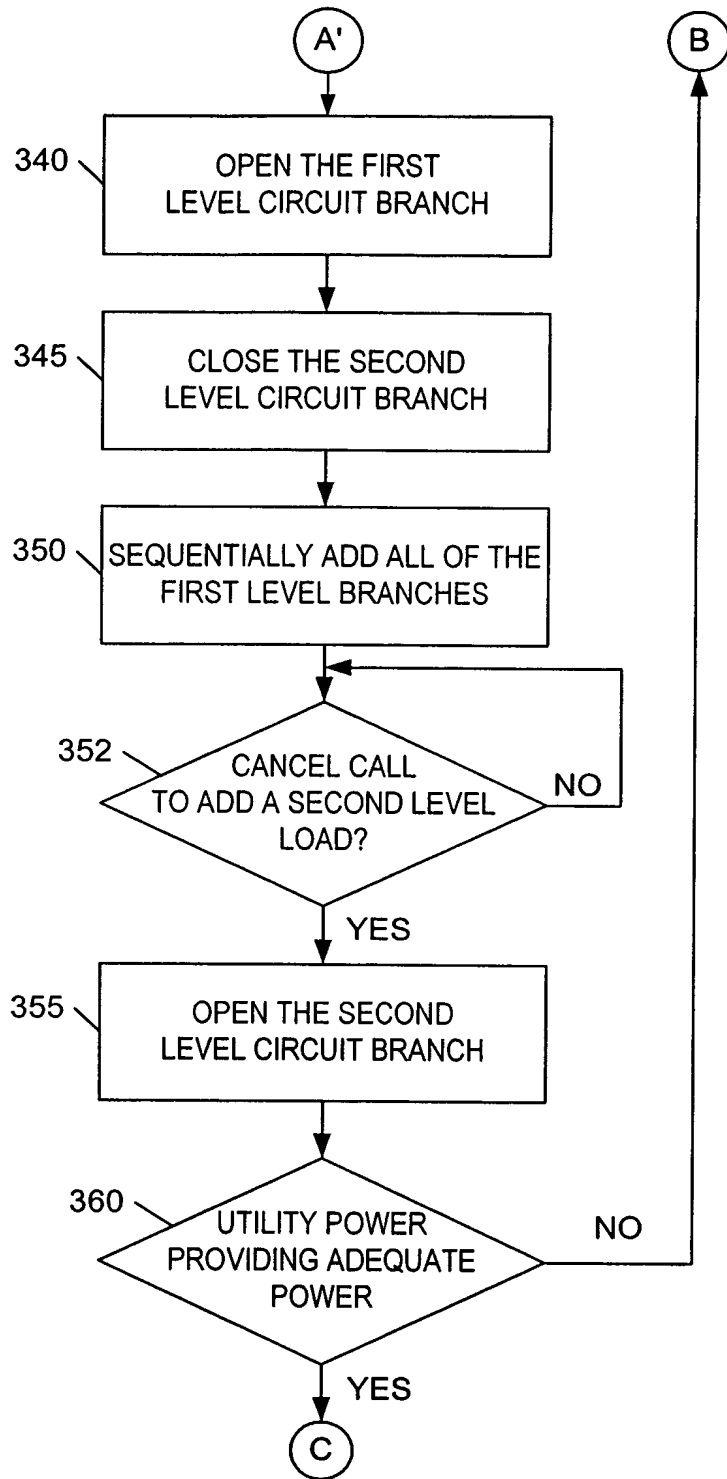 A'
B
340
OPEN THE FIRST
LEVEL CIRCUIT BRANCH
345
CLOSE THE SECOND
LEVEL CIRCUIT BRANCH
350
SEQUENTIALLY ADD ALL OF THE
FIRST LEVEL BRANCHES
352
CANCEL CALL
TO ADD A SECOND LEVEL
LOAD?
NO
YES
355
OPEN THE SECOND
LEVEL CIRCUIT BRANCH
360
UTILITY POWER
PROVIDING ADEQUATE
POWER
NO
YES
C